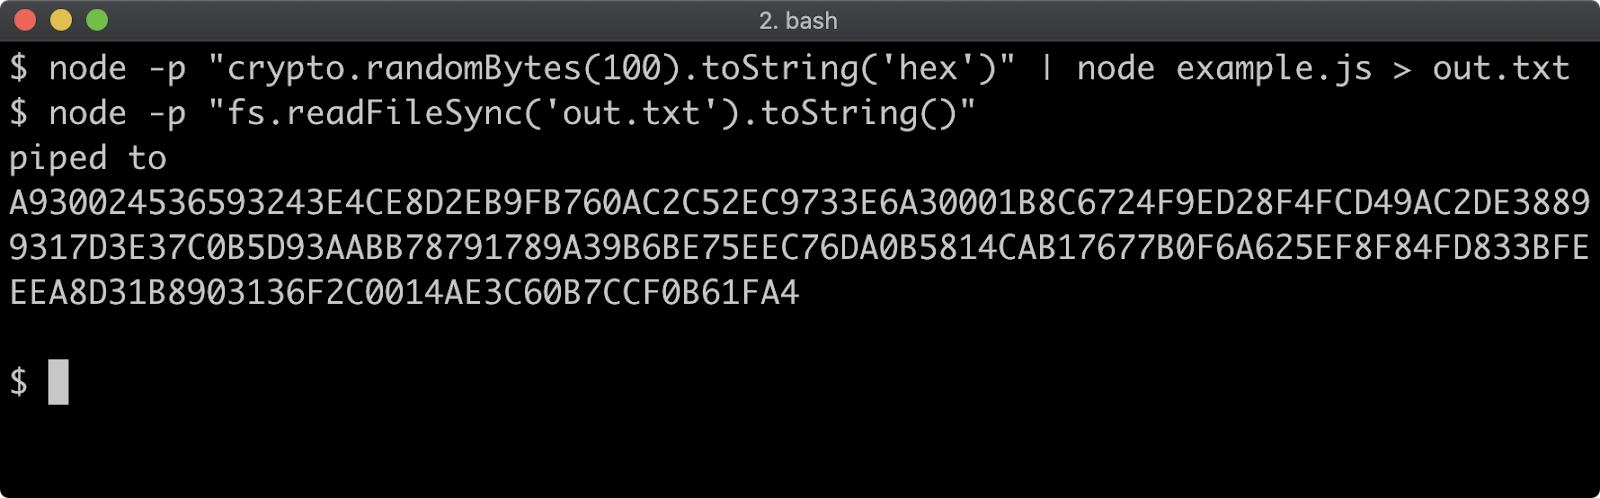 2. bash
$ node -p "crypto.randomBytes(100).toString('hex')" | node example.js > out.txt
$ node -p "fs.readFileSync('out.txt').toString()"
piped to
A930024536593243E4CE8D2EB9FB760AC2C52EC9733E6A30001B8C6724F9ED28F4FCD49AC2DE3889
9317D3E37C0B5D93AABB78791789A39B6BE75EEC76DA0B5814CAB17677B0F6A625EF8F84FD833BFE
EEA8D31B8903136F2C0014AE3C60B7CCF0B61FA4
$